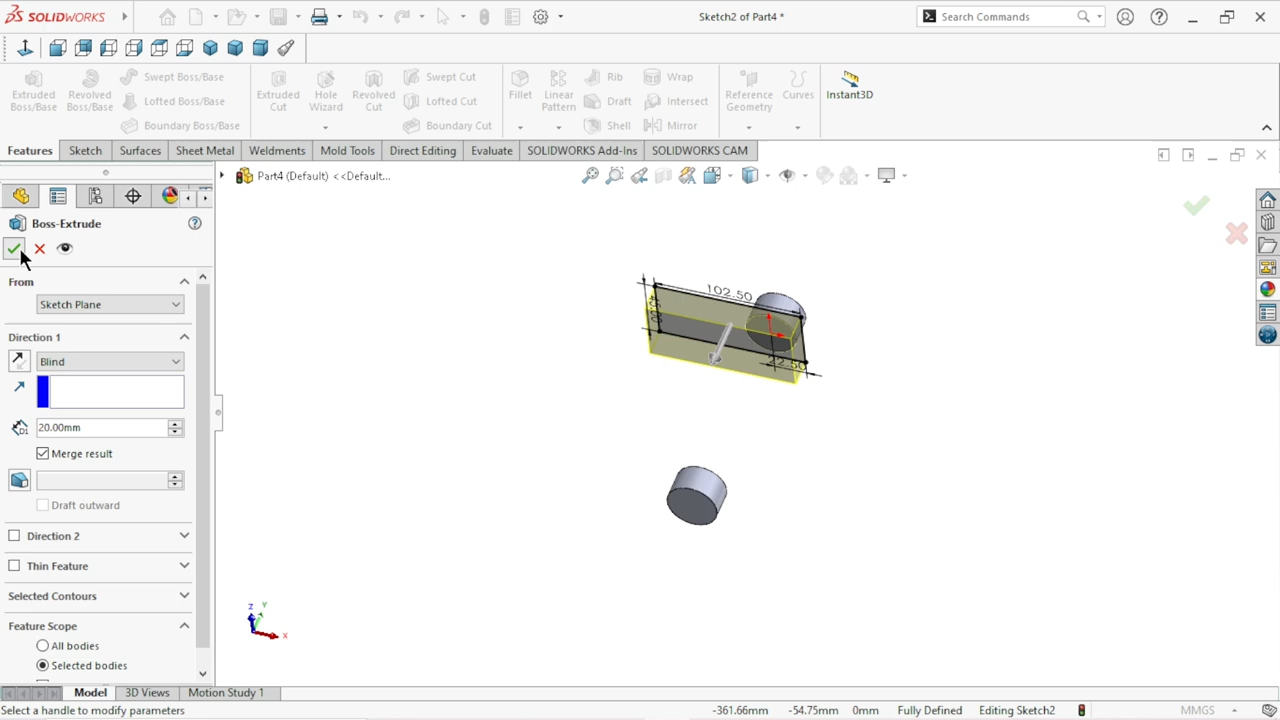 SOLIDWORKS
Sketch2 of Part4 *
Search Commands
Extruded Boss/Base
Revolved Boss/Base
Swept Boss/Base
Lofted Boss/Base
Boundary Boss/Base
Extruded Cut
Hole Wizard
Revolved Cut
Swept Cut
Lofted Cut
Boundary Cut
Fillet
Linear Pattern
Rib
Draft
Shell
Wrap
Intersect
Mirror
Reference Geometry
Curves
Instant3D
Features Sketch Surfaces Sheet Metal Weldments Mold Tools Direct Editing Evaluate SOLIDWORKS Add-Ins SOLIDWORKS CAM
Part4 (Default) <<Default...
Boss-Extrude
From
Sketch Plane
Direction 1
Blind
20.00mm
Merge result
Draft outward
Direction 2
Thin Feature
Selected Contours
Feature Scope
All bodies
Selected bodies
102.50
22.50
Z
Y
X
Model 3D Views Motion Study 1
Select a handle to modify parameters
-361.66mm -54.75mm 0mm Fully Defined Editing Sketch2 MMGS